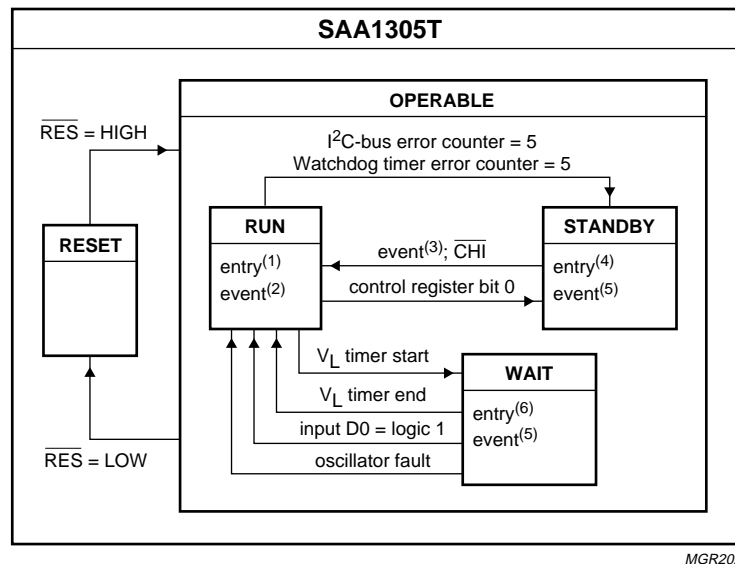 SAA1305T
OPERABLE
RES = HIGH
I2C-bus error counter = 5
Watchdog timer error counter = 5
RESET
RUN
entry(1)
event(2)
STANDBY
entry(4)
event(5)
event(3); CHI
control register bit 0
VL timer start
WAIT
entry(6)
event(5)
VL timer end
input D0 = logic 1
oscillator fault
RES = LOW